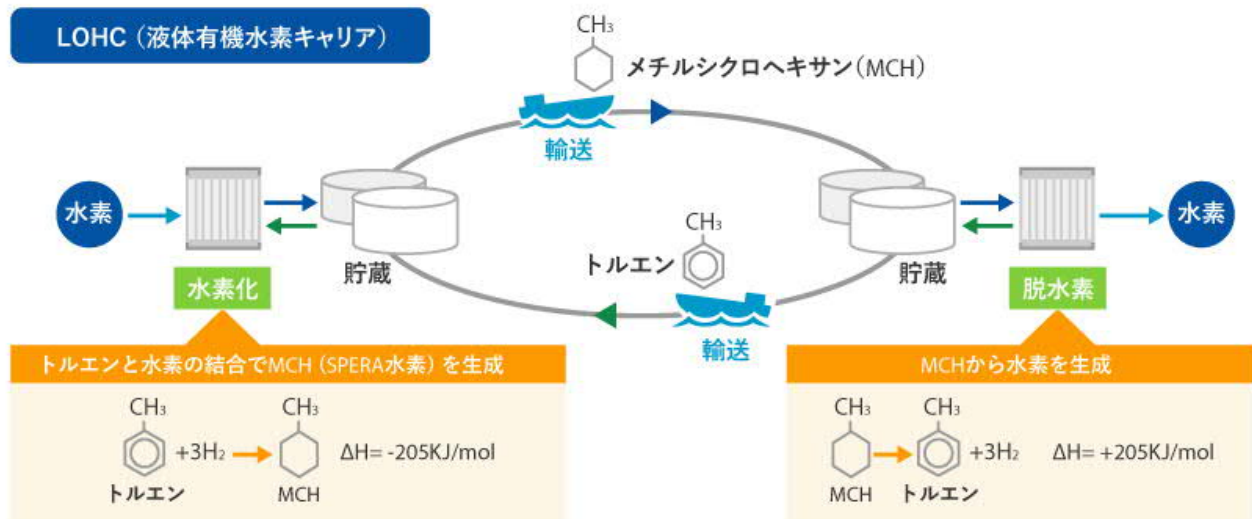 LOHC（液体有機水素キャリア）
CH₃
メチルシクロヘキサン（MCH）
輸送
水素
水素化
貯蔵
CH₃
トルエン
輸送
貯蔵
脱水素
水素
トルエンと水素の結合でMCH（SPERA水素）を生成
CH₃
CH₃
+3H₂
ΔH= -205KJ/mol
トルエン
MCH
MCHから水素を生成
CH₃
CH₃
+3H₂
ΔH= +205KJ/mol
MCH
トルエン